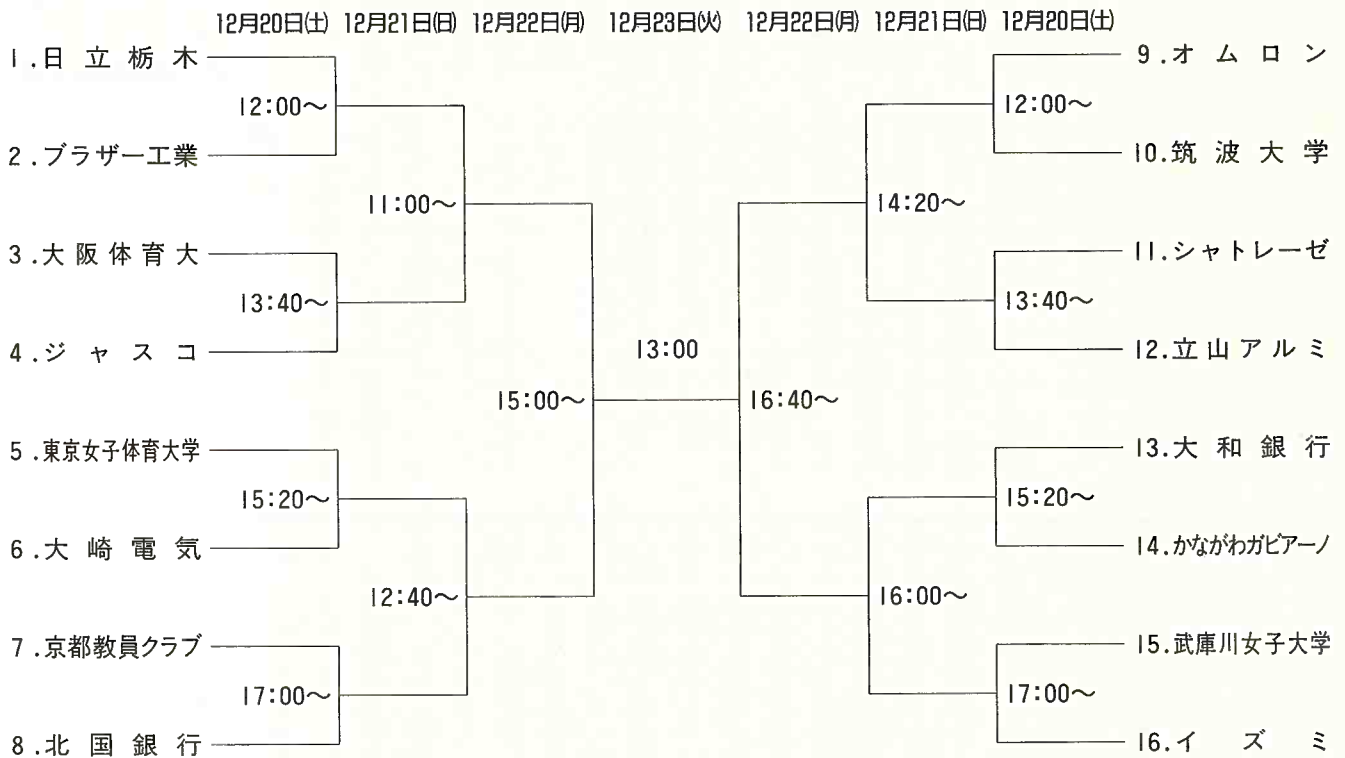 12月20日(土) 12月21日(日) 12月22日(月) 12月23日(火) 12月22日(月) 12月21日(日) 12月20日(土)
1.日立栃木
12:00～
2.ブラザー工業
11:00～
3.大阪体育大
13:40～
4.ジャスコ
15:00～
5.東京女子体育大学
15:20～
6.大崎電気
12:40～
7.京都教員クラブ
17:00～
8.北国銀行
13:00
9.オムロン
12:00～
10.筑波大学
14:20～
11.シャトレーゼ
13:40～
12.立山アルミ
16:40～
13.大和銀行
15:20～
14.かながわガビアーノ
16:00～
15.武庫川女子大学
17:00～
16.イズミ